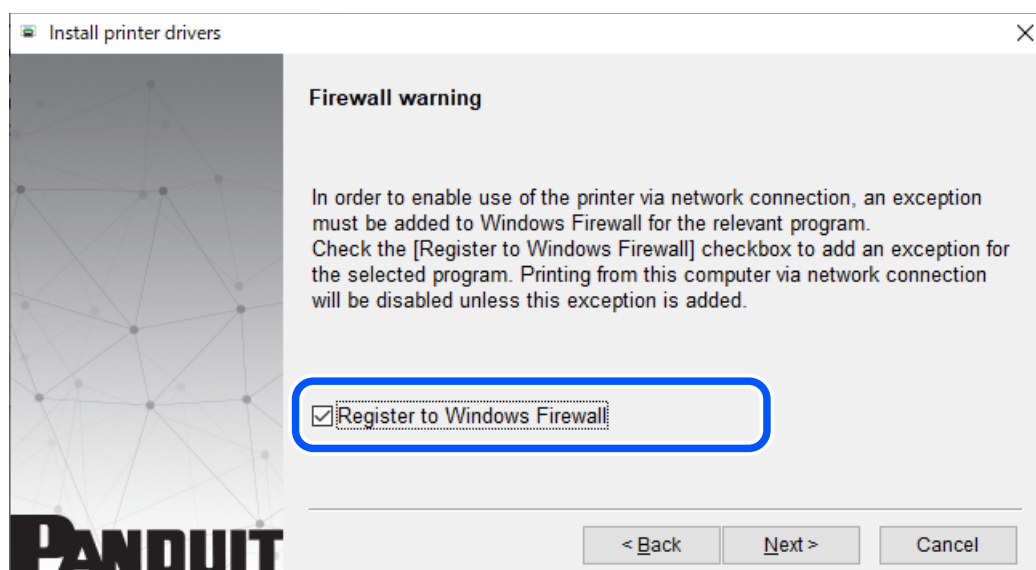 Install printer drivers
Firewall warning
In order to enable use of the printer via network connection, an exception
must be added to Windows Firewall for the relevant program.
Check the [Register to Windows Firewall] checkbox to add an exception for
the selected program. Printing from this computer via network connection
will be disabled unless this exception is added.
Register to Windows Firewall
PANDUIT
< Back
Next >
Cancel